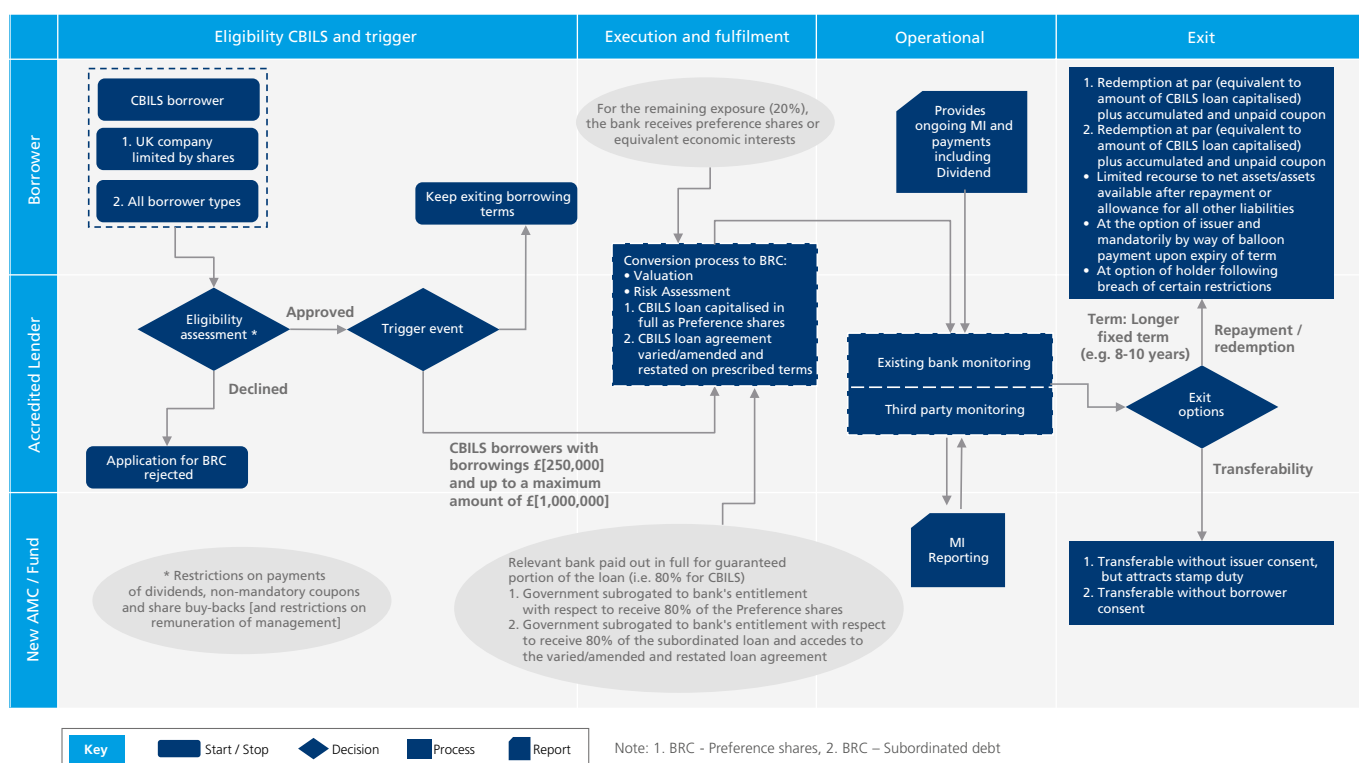 Eligibility CBILS and trigger
Execution and fulfilment
Operational
Exit
Borrower
CBILS borrower
1. UK company
limited by shares
2. All borrower types
Keep exiting borrowing
terms
For the remaining exposure (20%),
the bank receives preference shares or
equivalent economic interests
Provides
ongoing MI and
payments
including
Dividend
1. Redemption at par (equivalent to
amount of CBILS loan capitalised)
plus accumulated and unpaid coupon
2. Redemption at par (equivalent to
amount of CBILS loan capitalised)
plus accumulated and unpaid coupon
• Limited recourse to net assets/assets
available after repayment or
allowance for all other liabilities
• At the option of issuer and
mandatorily by way of balloon
payment upon expiry of term
• At option of holder following
breach of certain restrictions
Accredited Lender
Eligibility
assessment *
Approved
Trigger event
Declined
Application for BRC
rejected
Conversion process to BRC:
• Valuation
• Risk Assessment
1. CBILS loan capitalised in
full as Preference shares
2. CBILS loan agreement
varied/amended and
restated on prescribed terms
CBILS borrowers with
borrowings £[250,000]
and up to a maximum
amount of £[1,000,000]
Existing bank monitoring
Third party monitoring
Term: Longer
fixed term
(e.g. 8-10 years)
Repayment /
redemption
Exit
options
Transferability
New AMC / Fund
* Restrictions on payments
of dividends, non-mandatory coupons
and share buy-backs [and restrictions on
remuneration of management]
Relevant bank paid out in full for guaranteed
portion of the loan (i.e. 80% for CBILS)
1. Government subrogated to bank's entitlement
with respect to receive 80% of the Preference shares
2. Government subrogated to bank's entitlement with respect
to receive 80% of the subordinated loan and accedes to
the varied/amended and restated loan agreement
MI
Reporting
1. Transferable without issuer consent,
but attracts stamp duty
2. Transferable without borrower
consent
Key
Start / Stop
Decision
Process
Report
Note: 1. BRC - Preference shares, 2. BRC – Subordinated debt